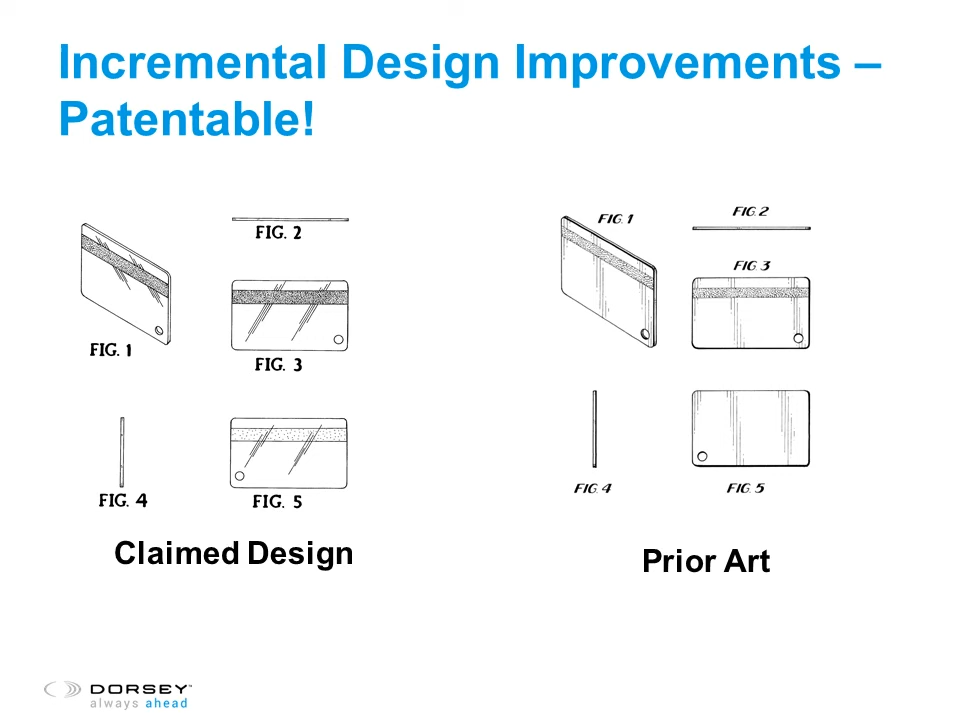 Incremental Design Improvements –
Patentable!
FIG. 2
FIG. 1
FIG. 3
FIG. 4
FIG. 5
Claimed Design
FIG. 1
FIG. 2
FIG. 3
FIG. 4
FIG. 5
Prior Art
DORSEY™
always ahead